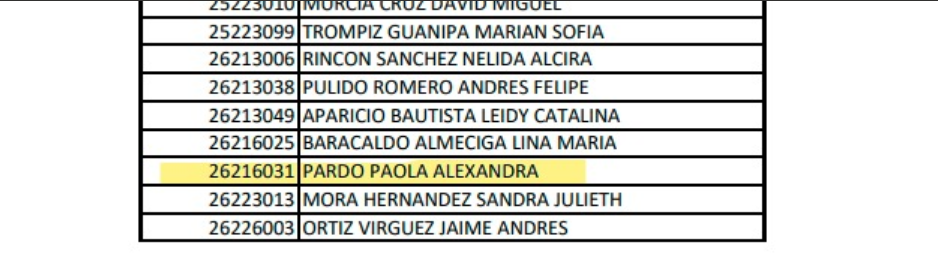 25223010 MURCIA CRUZ DAVID MIGUEL
25223099 TROMPIZ GUANIPA MARIAN SOFIA
26213006 RINCON SANCHEZ NELIDA ALCIRA
26213038 PULIDO ROMERO ANDRES FELIPE
26213049 APARICIO BAUTISTA LEIDY CATALINA
26216025 BARACALDO ALMECIGA LINA MARIA
26216031 PARDO PAOLA ALEXANDRA
26223013 MORA HERNANDEZ SANDRA JULIETH
26226003 ORTIZ VIRGUEZ JAIME ANDRES